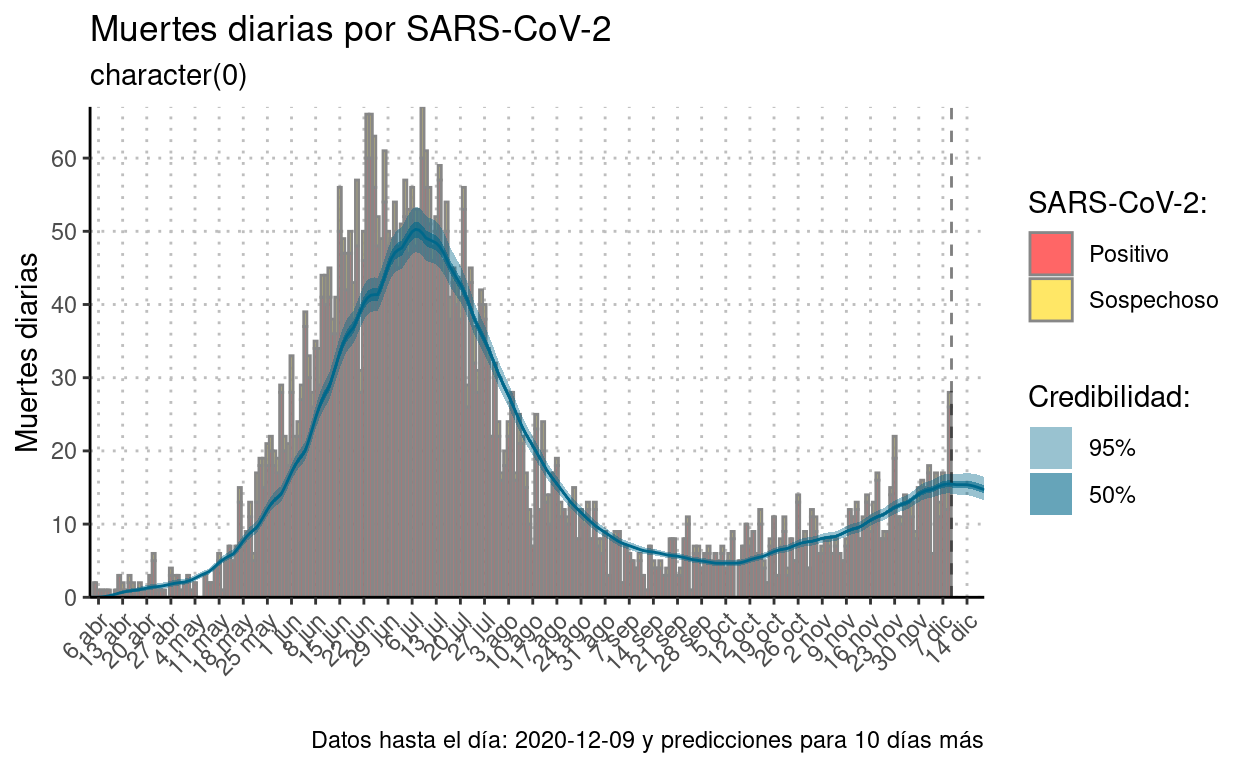 Muertes diarias por SARS-CoV-2
character(0)
Muertes diarias
60
50
40
30
20
10
0
6 abr
13 abr
20 abr
27 abr
4 may
11 may
18 may
25 may
1 jun
8 jun
15 jun
22 jun
29 jun
6 jul
13 jul
20 jul
27 jul
3 ago
10 ago
17 ago
24 ago
31 ago
7 sep
14 sep
21 sep
28 sep
5 oct
12 oct
19 oct
26 oct
2 nov
9 nov
16 nov
23 nov
30 nov
7 dic
14 dic
SARS-CoV-2:
Positivo
Sospechoso
Credibilidad:
95%
50%
Datos hasta el día: 2020-12-09 y predicciones para 10 días más